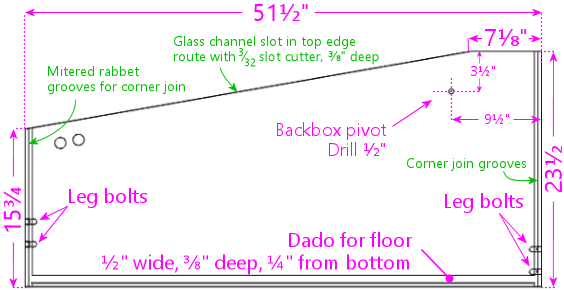 51½"
7⅛"
Glass channel slot in top edge
route with 3⁄32 slot cutter, ⅜" deep
3½"
Mitered rabbet
grooves for corner join
9½"
Backbox pivot
Drill ½"
Corner join grooves
15¾
23½
Leg bolts
Leg bolts
Dado for floor
½" wide, ⅜" deep, ¼" from bottom